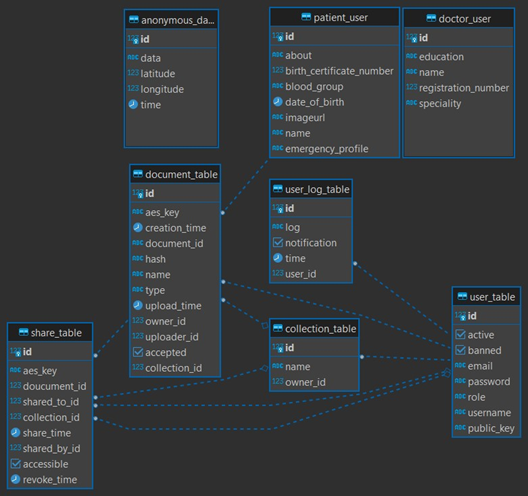 anonymous_da...
id
data
latitude
longitude
time
patient_user
id
about
birth_certificate_number
blood_group
date_of_birth
imageurl
name
emergency_profile
doctor_user
id
education
name
registration_number
speciality
document_table
id
aes_key
creation_time
document_id
hash
name
type
upload_time
owner_id
uploader_id
accepted
collection_id
user_log_table
id
log
notification
time
user_id
user_table
id
active
banned
email
password
role
username
public_key
share_table
id
aes_key
doucument_id
shared_to_id
collection_id
share_time
shared_by_id
accessible
revoke_time
collection_table
id
name
owner_id